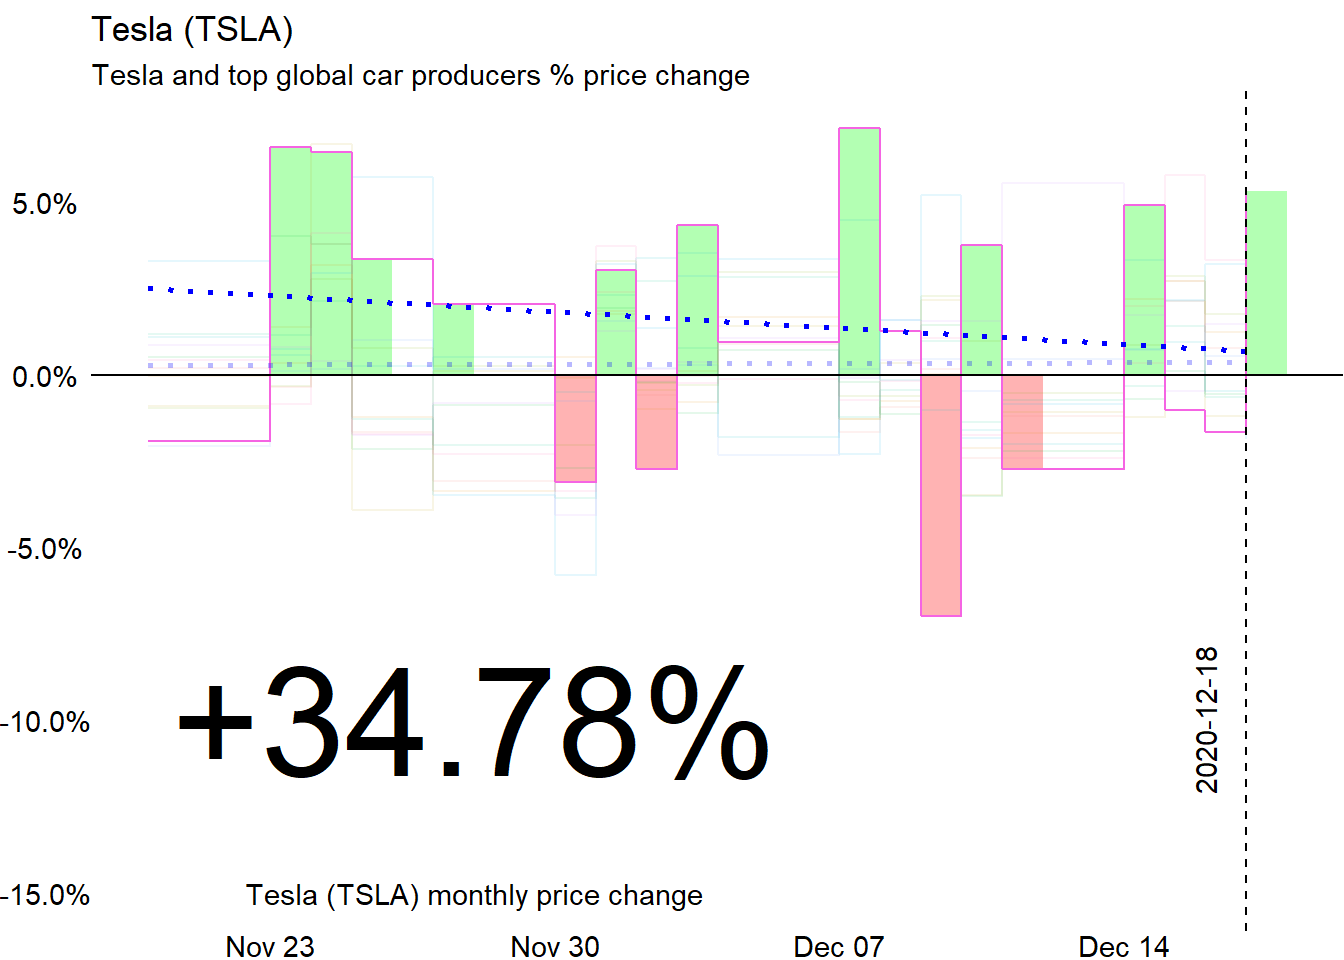 Tesla (TSLA)
Tesla and top global car producers % price change
5.0%
0.0%
-5.0%
-10.0%
-15.0%
+34.78%
Tesla (TSLA) monthly price change
2020-12-18
Nov 23
Nov 30
Dec 07
Dec 14